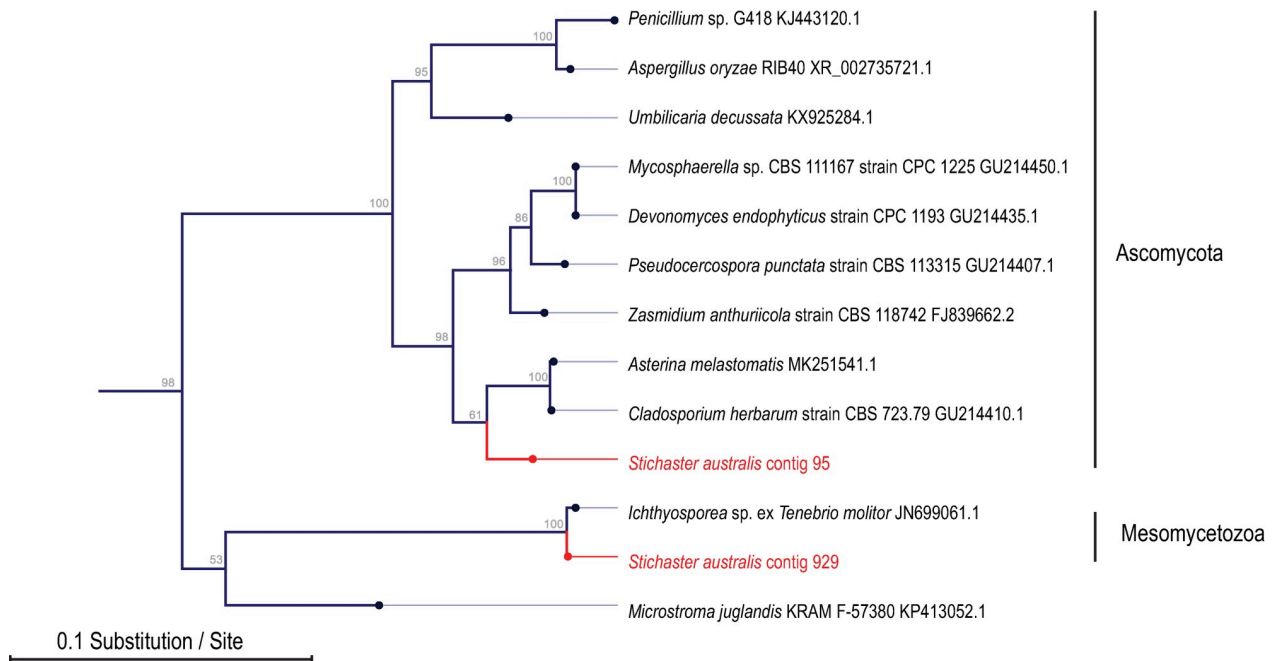 Penicillium sp. G418 KJ443120.1
100
Aspergillus oryzae RIB40 XR_002735721.1
95
Umbilicaria decussata KX925284.1
Mycosphaerella sp. CBS 111167 strain CPC 1225 GU214450.1
100
100
Devonomyces endophyticus strain CPC 1193 GU214435.1
86
Ascomycota
Pseudocercospora punctata strain CBS 113315 GU214407.1
96
Zasmidium anthuriicola strain CBS 118742 FJ839662.2
98
Asterina melastomatis MK251541.1
100
98
Cladosporium herbarum strain CBS 723.79 GU214410.1
61
Stichaster australis contig 95
Ichthyosporea sp. ex Tenebrio molitor JN699061.1
100
Mesomycetozoa
Stichaster australis contig 929
53
Microstroma juglandis KRAM F-57380 KP413052.1
0.1 Substitution / Site